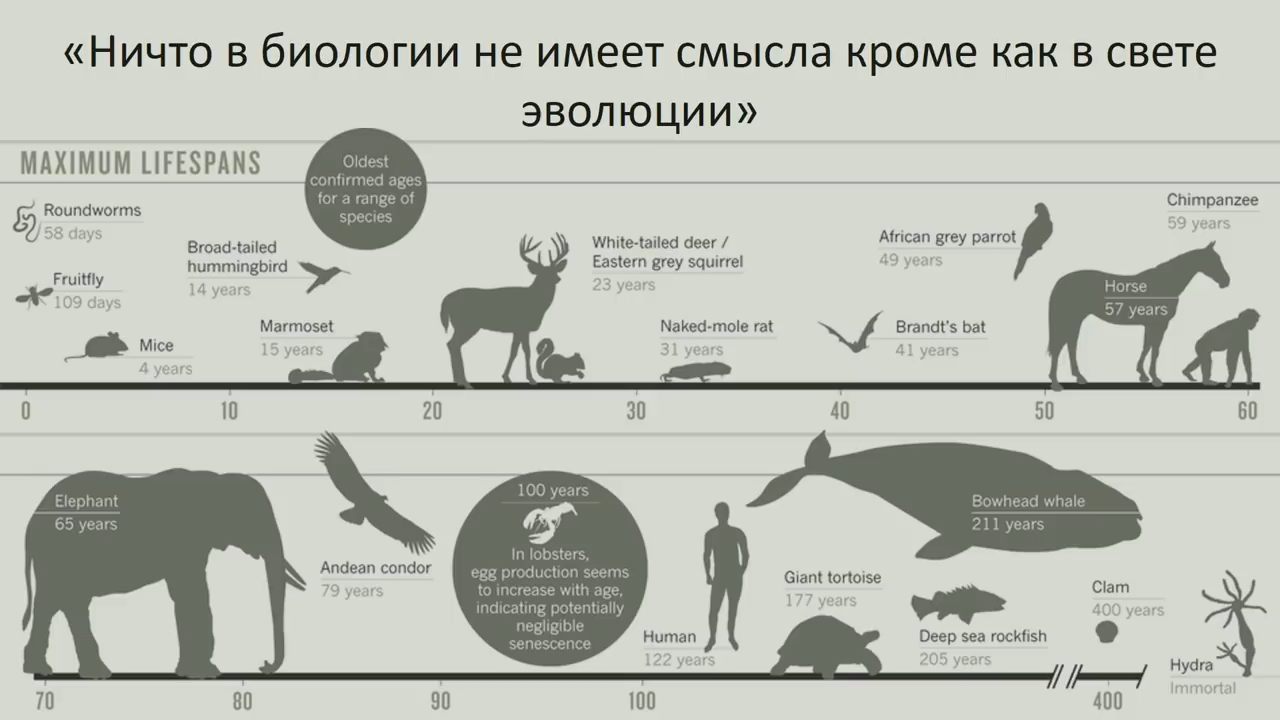 «Ничто в биологии не имеет смысла кроме как в свете
эволюции»
MAXIMUM LIFESPANS
Oldest
confirmed ages
for a range of
species
Roundworms
58 days
Fruitfly
109 days
Mice
4 years
Broad-tailed
hummingbird
14 years
Marmoset
15 years
White-tailed deer /
Eastern grey squirrel
23 years
Naked-mole rat
31 years
African grey parrot
49 years
Brandt's bat
41 years
Horse
57 years
Chimpanzee
59 years
0 10 20 30 40 50 60
Elephant
65 years
Andean condor
79 years
100 years
In lobsters,
egg production seems
to increase with age,
indicating potentially
negligible
senescence
Human
122 years
Giant tortoise
177 years
Bowhead whale
211 years
Deep sea rockfish
205 years
Clam
400 years
Hydra
Immortal
70 80 90 100 400